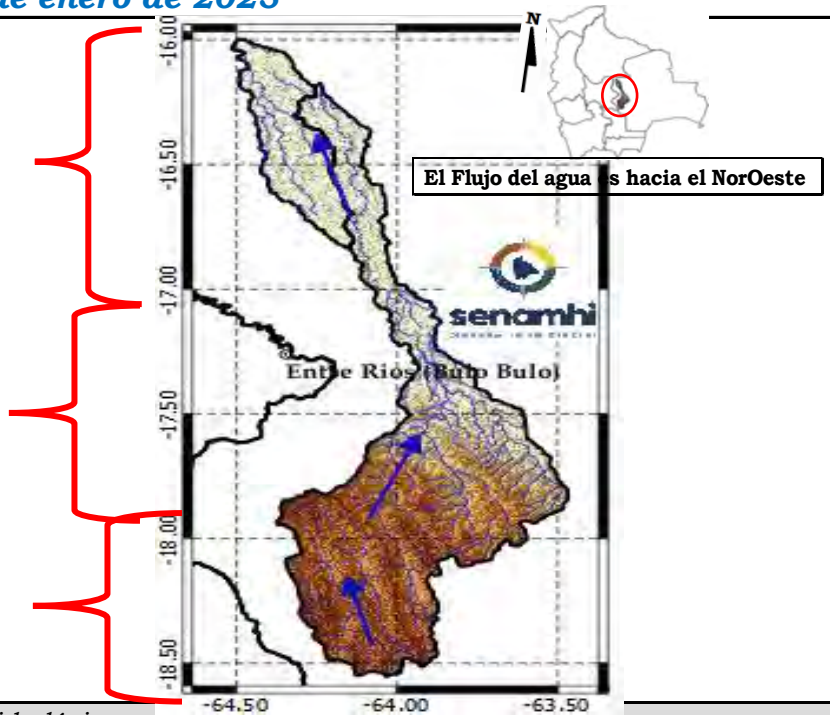 de enero de 2023
N
El Flujo del agua es hacia el NorOeste
-16.00
-16.50
-17.00
senamhi
Entre Rios (Bulo Bulo)
-17.50
-18.00
-18.50
-64.50 -64.00 -63.50